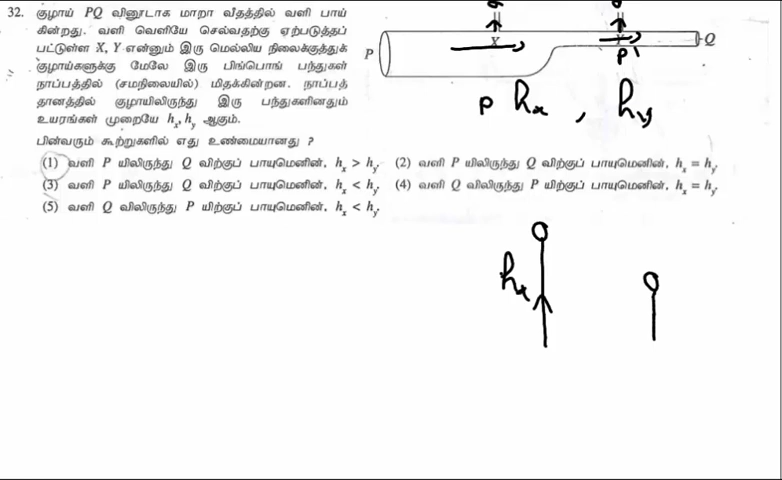 32. குழாய் PQ வினூடாக மாறா வீதத்தில் வளி பாய்
கின்றது. வளி வெளியே செல்வதற்கு ஏற்படுத்தப்
பட்டுள்ள X, Y என்னும் இரு மெல்லிய நிலைக்குத்துக்
குழாய்களுக்கு மேலே இரு பிங்பொங் பந்துகள்
நாப்பத்தில் (சமநிலையில்) மிதக்கின்றன. நாப்பத்
தானத்தில் குழாயிலிருந்து இரு பந்துகளினதும்
உயரங்கள் முறையே hx, hy ஆகும்.
P X Q
P'
P hx , hy
பின்வரும் கூற்றுகளில் எது உண்மையானது ?
(1) வளி P யிலிருந்து Q விற்குப் பாயுமெனின், hx > hy (2) வளி P யிலிருந்து Q விற்குப் பாயுமெனின், hx = hy
(3) வளி P யிலிருந்து Q விற்குப் பாயுமெனின், hx < hy (4) வளி Q விலிருந்து P யிற்குப் பாயுமெனின், hx = hy
(5) வளி Q விலிருந்து P யிற்குப் பாயுமெனின், hx < hy
hx